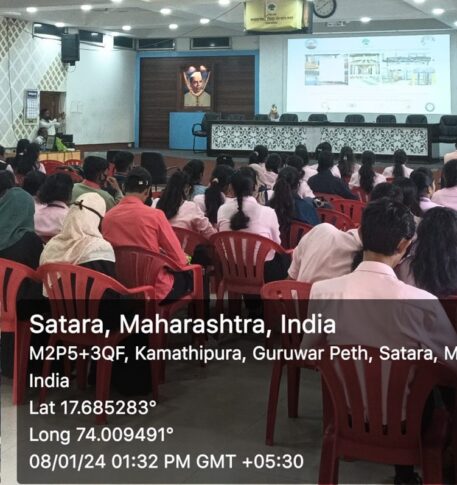 Satara, Maharashtra, India
M2P5+3QF, Kamathipura, Guruwar Peth, Satara, M
India
Lat 17.685283°
Long 74.009491°
08/01/24 01:32 PM GMT +05:30